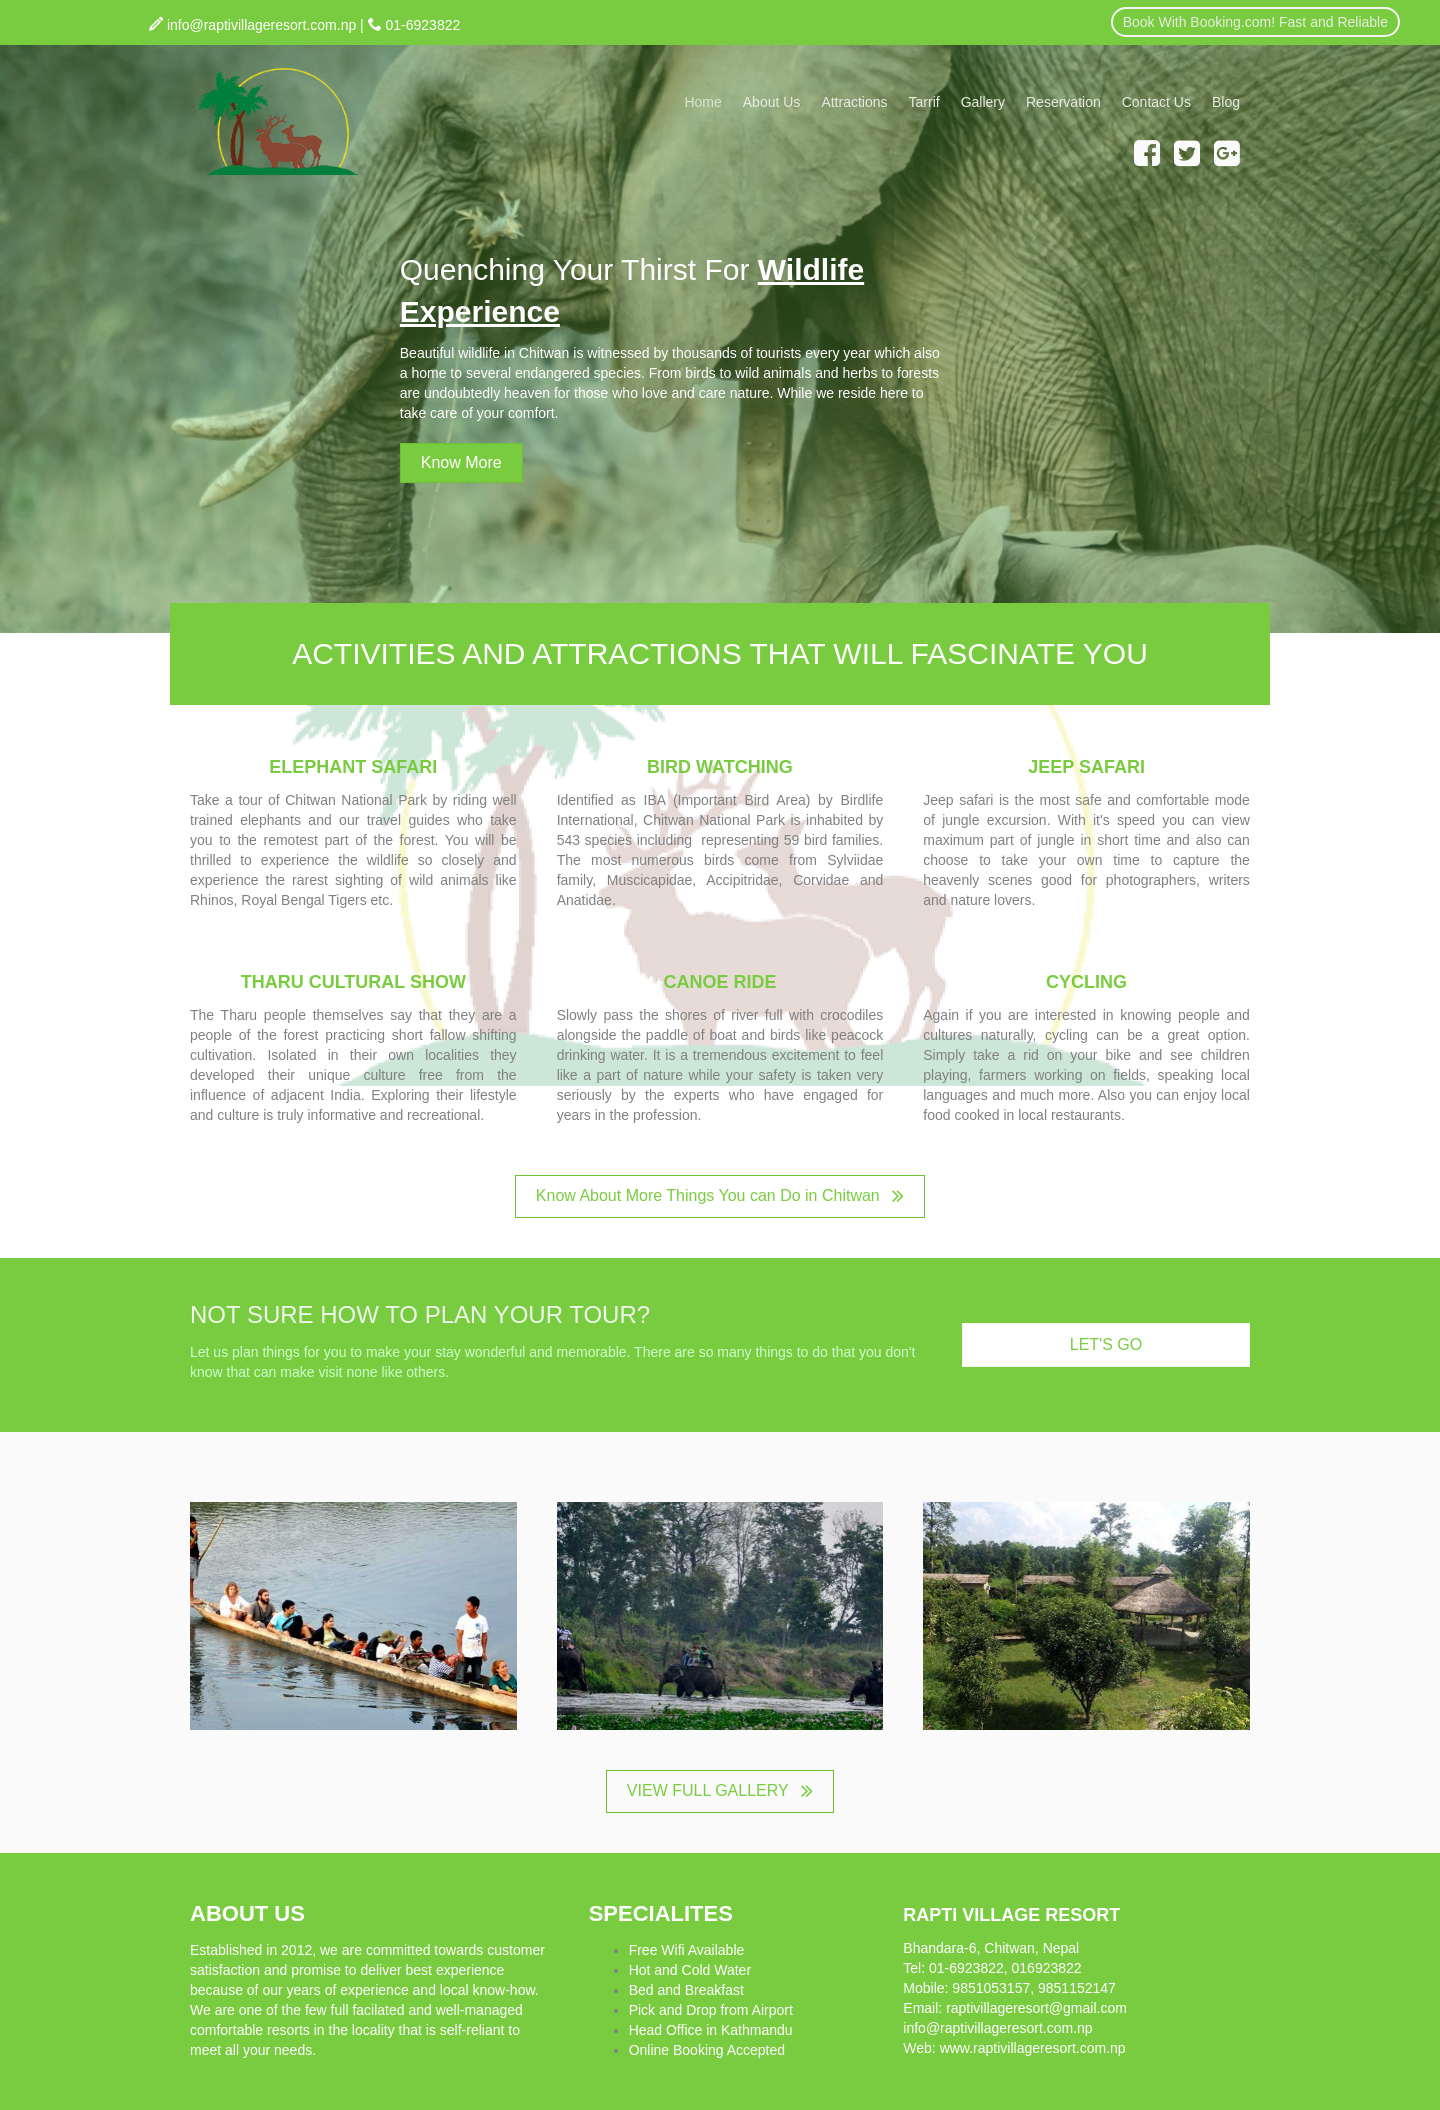 info@raptivillageresort.com.np | 01-6923822
Book With Booking.com! Fast and Reliable
Home About Us Attractions Tarrif Gallery Reservation Contact Us Blog
Quenching Your Thirst For Wildlife
Experience
Beautiful wildlife in Chitwan is witnessed by thousands of tourists every year which also
a home to several endangered species. From birds to wild animals and herbs to forests
are undoubtedly heaven for those who love and care nature. While we reside here to
take care of your comfort.
Know More
ACTIVITIES AND ATTRACTIONS THAT WILL FASCINATE YOU
ELEPHANT SAFARI
Take a tour of Chitwan National Park by riding well
trained elephants and our travel guides who take
you to the remotest part of the forest. You will be
thrilled to experience the wildlife so closely and
experience the rarest sighting of wild animals like
Rhinos, Royal Bengal Tigers etc.
BIRD WATCHING
Identified as IBA (Important Bird Area) by Birdlife
International, Chitwan National Park is inhabited by
543 species including representing 59 bird families.
The most numerous birds come from Sylviidae
family, Muscicapidae, Accipitridae, Corvidae and
Anatidae.
JEEP SAFARI
Jeep safari is the most safe and comfortable mode
of jungle excursion. With it's speed you can view
maximum part of jungle in short time and also can
choose to take your own time to capture the
heavenly scenes good for photographers, writers
and nature lovers.
THARU CULTURAL SHOW
The Tharu people themselves say that they are a
people of the forest practicing short fallow shifting
cultivation. Isolated in their own localities they
developed their unique culture free from the
influence of adjacent India. Exploring their lifestyle
and culture is truly informative and recreational.
CANOE RIDE
Slowly pass the shores of river full with crocodiles
alongside the paddle of boat and birds like peacock
drinking water. It is a tremendous excitement to feel
like a part of nature while your safety is taken very
seriously by the experts who have engaged for
years in the profession.
CYCLING
Again if you are interested in knowing people and
cultures naturally, cycling can be a great option.
Simply take a rid on your bike and see children
playing, farmers working on fields, speaking local
languages and much more. Also you can enjoy local
food cooked in local restaurants.
Know About More Things You can Do in Chitwan
NOT SURE HOW TO PLAN YOUR TOUR?
Let us plan things for you to make your stay wonderful and memorable. There are so many things to do that you don't
know that can make visit none like others.
LET'S GO
VIEW FULL GALLERY
ABOUT US
Established in 2012, we are committed towards customer
satisfaction and promise to deliver best experience
because of our years of experience and local know-how.
We are one of the few full facilated and well-managed
comfortable resorts in the locality that is self-reliant to
meet all your needs.
SPECIALITES
Free Wifi Available
Hot and Cold Water
Bed and Breakfast
Pick and Drop from Airport
Head Office in Kathmandu
Online Booking Accepted
RAPTI VILLAGE RESORT
Bhandara-6, Chitwan, Nepal
Tel: 01-6923822, 016923822
Mobile: 9851053157, 9851152147
Email: raptivillageresort@gmail.com
info@raptivillageresort.com.np
Web: www.raptivillageresort.com.np